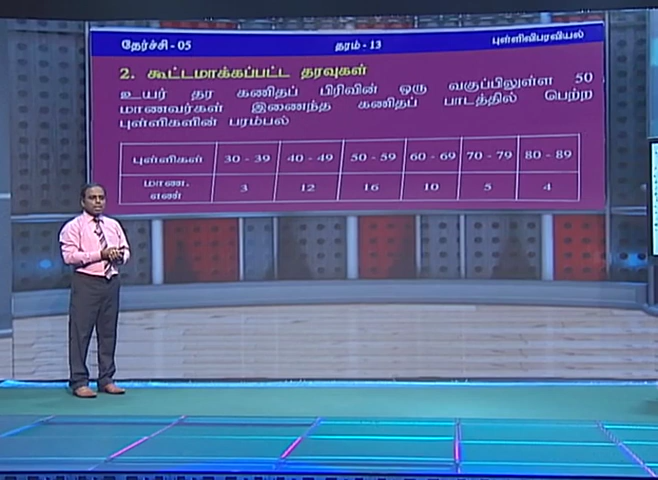 தேர்ச்சி - 05 தரம் - 13 புள்ளிவிபரவியல்
2. கூட்டமாக்கப்பட்ட தரவுகள்
உயர் தர கணிதப் பிரிவின் ஒரு வகுப்பிலுள்ள 50
மாணவர்கள் இணைந்த கணிதப் பாடத்தில் பெற்ற
புள்ளிகளின் பரம்பல்
புள்ளிகள் 30 - 39 40 - 49 50 - 59 60 - 69 70 - 79 80 - 89
மாண. 3 12 16 10 5 4
எண்